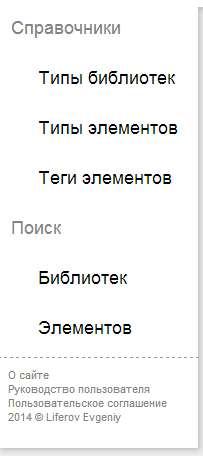 Справочники
Типы библиотек
Типы элементов
Теги элементов
Поиск
Библиотек
Элементов
О сайте
Руководство пользователя
Пользовательское соглашение
2014 © Liferov Evgeniy